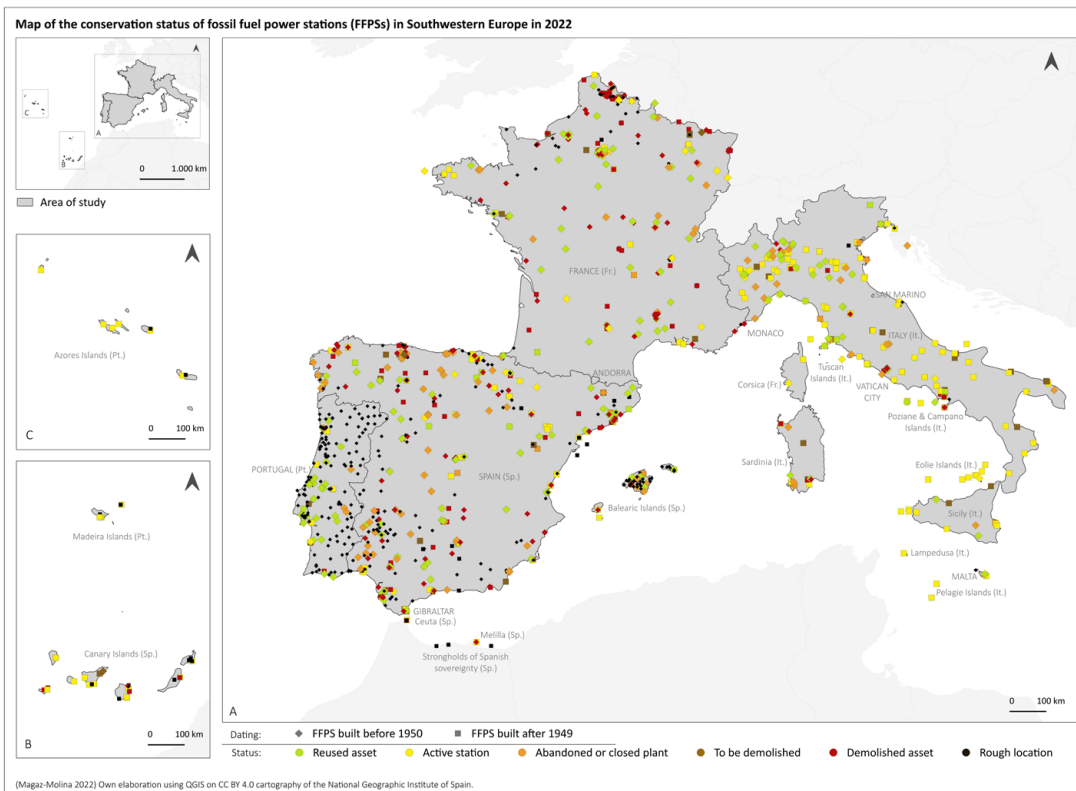 Map of the conservation status of fossil fuel power stations (FFPSs) in Southwestern Europe in 2022
A
C
B
A
0 1.000 km
Area of study
Azores Islands (Pt.)
C
0 100 km
Madeira Islands (Pt.)
Canary Islands (Sp.)
B
0 100 km
FRANCE (Fr.)
SAN MARINO
MONACO
ITALY (It.)
ANDORRA
Corsica (Fr.)
Tuscan
Islands (It.)
VATICAN
CITY
Poziane & Campano
Islands (It.)
PORTUGAL (Pt.)
SPAIN (Sp.)
Sardinia (It.)
Eolie Islands (It.)
Balearic Islands (Sp.)
Sicily (It.)
Lampedusa (It.)
MALTA
Pelagie Islands (It.)
GIBRALTAR
Ceuta (Sp.)
Melilla (Sp.)
Strongholds of Spanish
sovereignty (Sp.)
A
0 100 km
Dating: FFPS built before 1950 FFPS built after 1949
Status: Reused asset Active station Abandoned or closed plant To be demolished Demolished asset Rough location
(Magaz-Molina 2022) Own elaboration using QGIS on CC BY 4.0 cartography of the National Geographic Institute of Spain.